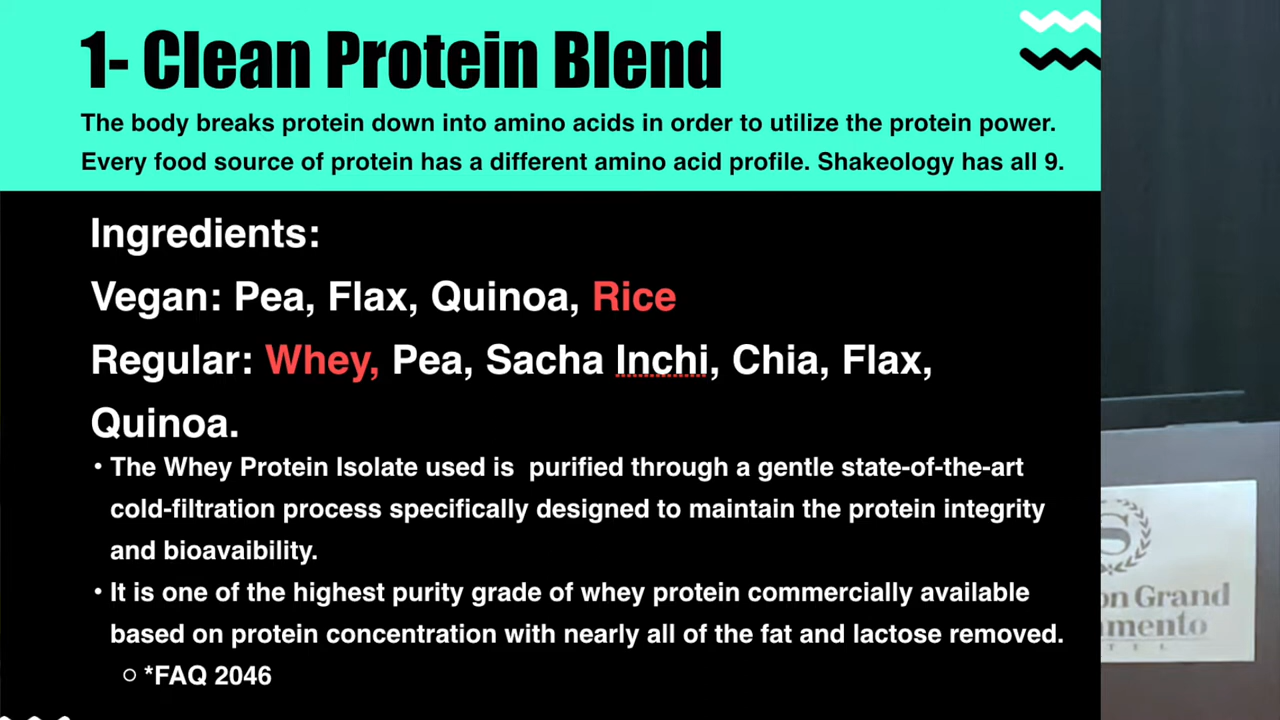 1- Clean Protein Blend
The body breaks protein down into amino acids in order to utilize the protein power.
Every food source of protein has a different amino acid profile. Shakeology has all 9.
Ingredients:
Vegan: Pea, Flax, Quinoa, Rice
Regular: Whey, Pea, Sacha Inchi, Chia, Flax,
Quinoa.
• The Whey Protein Isolate used is  purified through a gentle state-of-the-art
cold-filtration process specifically designed to maintain the protein integrity
and bioavaibility.
• It is one of the highest purity grade of whey protein commercially available
based on protein concentration with nearly all of the fat and lactose removed.
○ *FAQ 2046
S
on Grand
amento
TEL